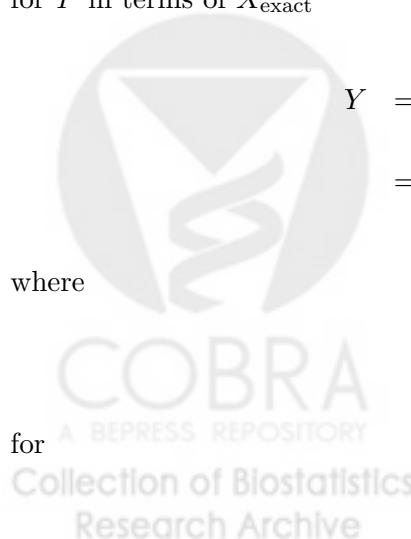 for Y in terms of X_exact
Y =
=
where
COBRA
A BEPRESS REPOSITORY
for
Collection of Biostatistics
Research Archive